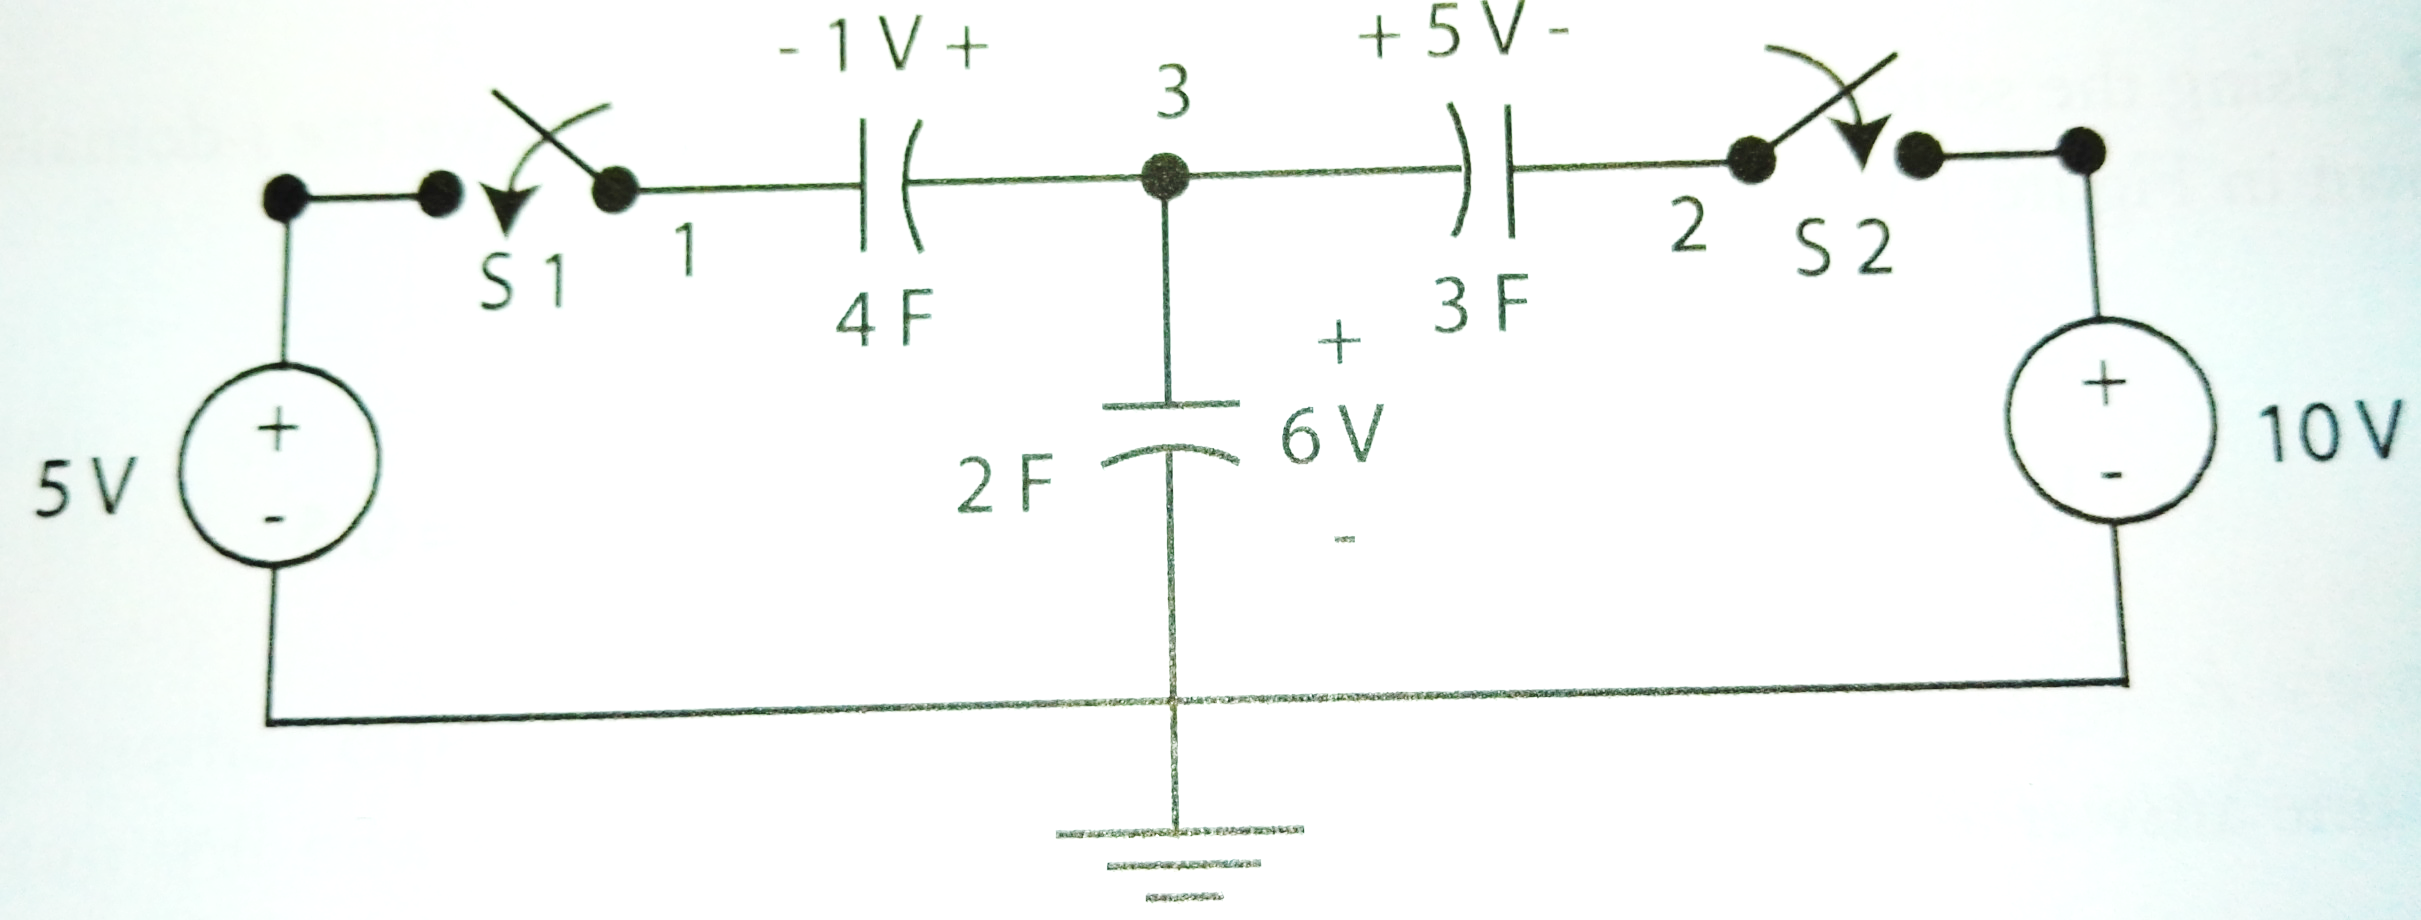 - 1 V +
+ 5 V -
3
S 1
1
4 F
3 F
2
S 2
+
6 V
-
2 F
5 V
+
-
+
-
10 V